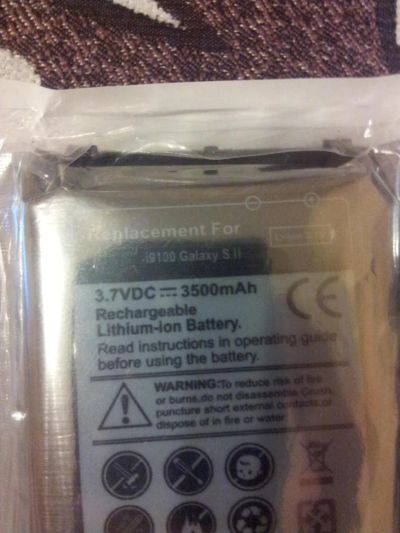 Replacement For
i9100 Galaxy S II
3.7VDC 3500mAh
CE
Rechargeable
Lithium-ion Battery.
Read instructions in operating guide
before using the battery.
WARNING:To reduce risk of fire
or burns,do not disassemble Crush,
puncture short external contacts,or
dispose of in fire or water